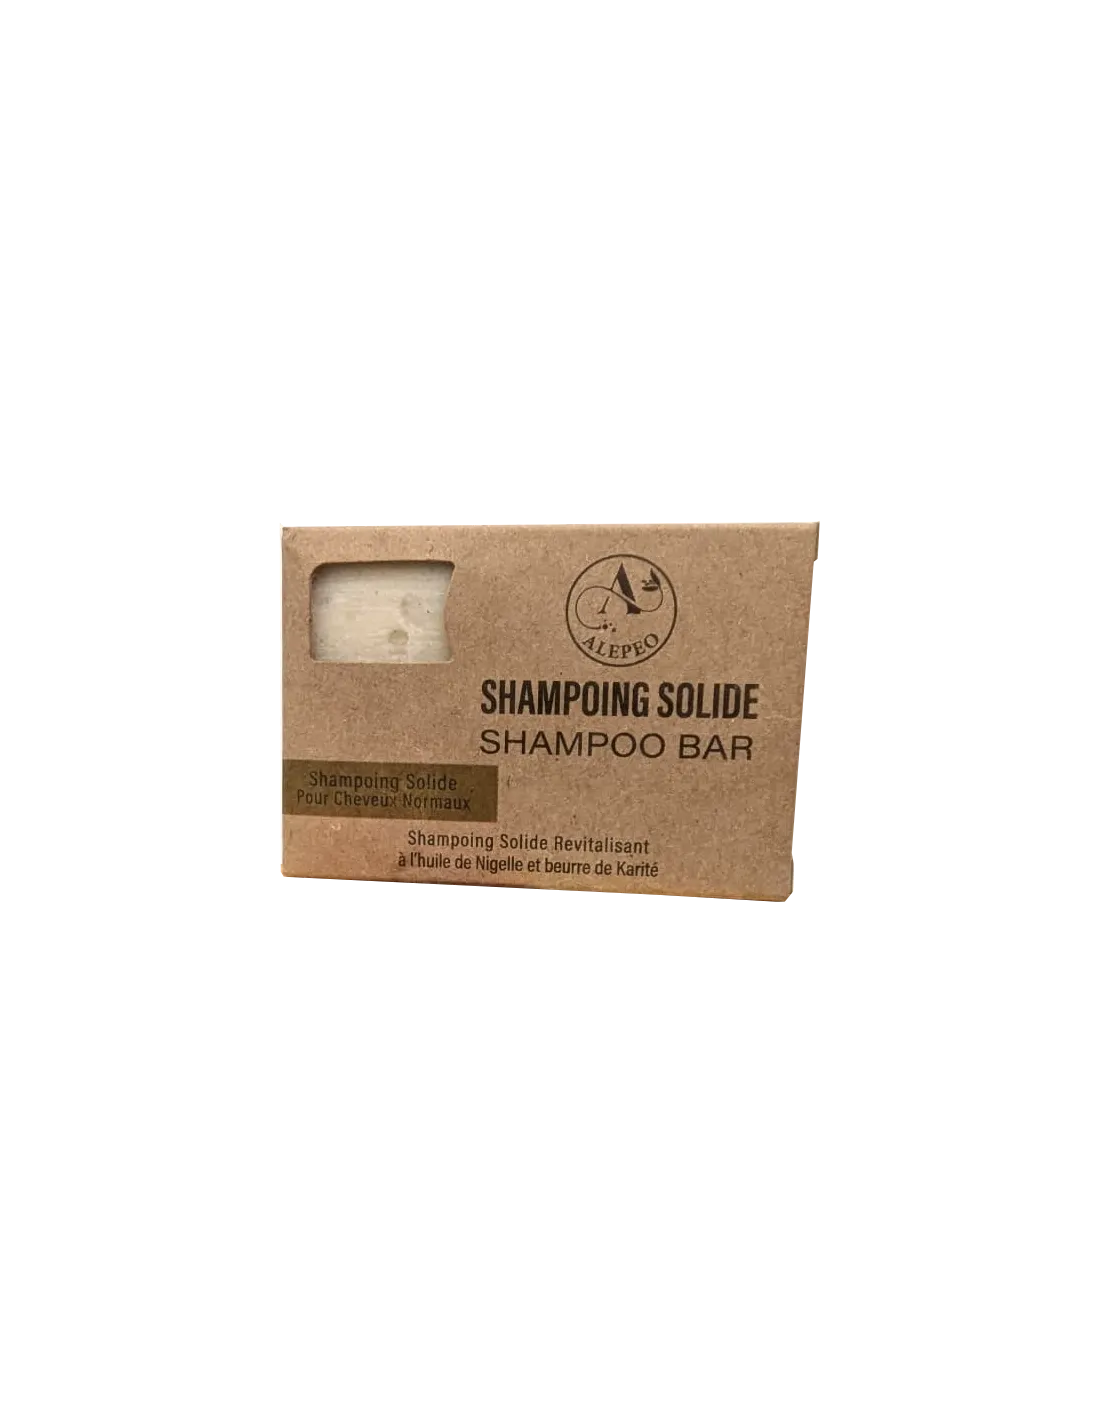 A
ALEPEO
SHAMPOING SOLIDE
SHAMPOO BAR
Shampoing Solide
Pour Cheveux Normaux
Shampoing Solide Revitalisant
à l'huile de Nigelle et beurre de Karité